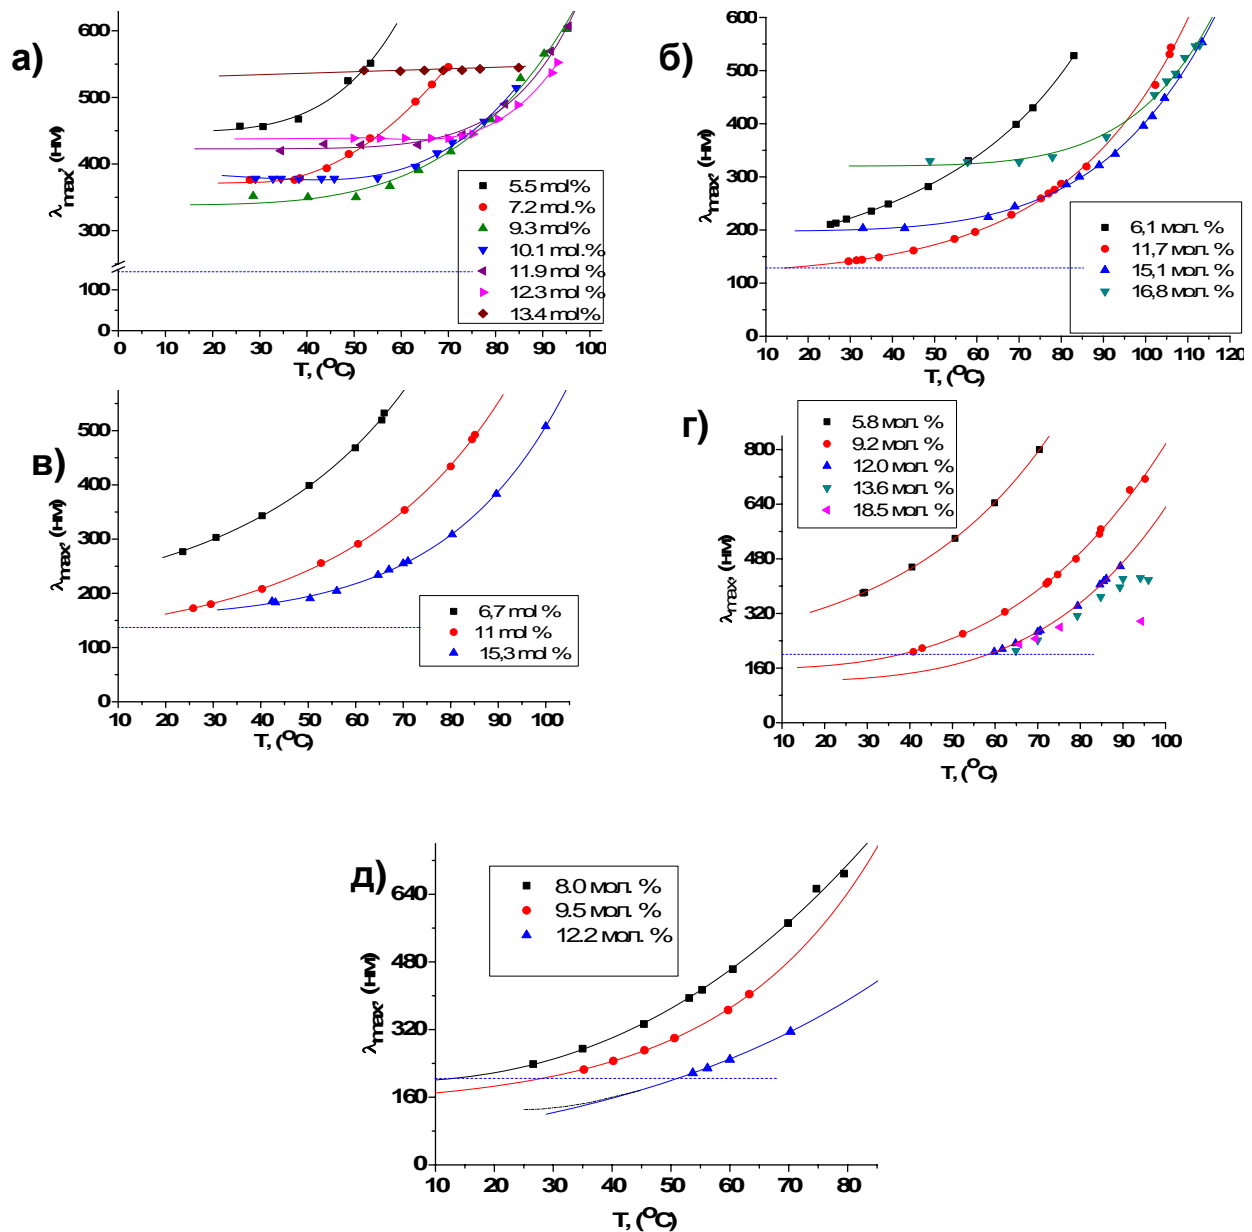 а)
600
550
500
450
400
350
300
100
50
0
λmax, (нм)
0 10 20 30 40 50 60 70 80 90 100
T, (°C)
5.5 mol%
7.2 mol.%
9.3 mol%
10.1 mol.%
11.9 mol %
12.3 mol %
13.4 mol%
б)
600
500
400
300
200
100
0
λmax, (нм)
10 20 30 40 50 60 70 80 90 100 110 120
T, (°C)
6,1 мол. %
11,7 мол. %
15,1 мол. %
16,8 мол. %
в)
500
400
300
200
100
0
λmax, (нм)
10 20 30 40 50 60 70 80 90 100
T, (°C)
6,7 mol %
11 mol %
15,3 mol %
г)
800
640
480
320
160
0
λmax, (нм)
10 20 30 40 50 60 70 80 90 100
T, (°C)
5.8 мол. %
9.2 мол. %
12.0 мол. %
13.6 мол. %
18.5 мол. %
д)
640
480
320
160
0
λmax, (нм)
10 20 30 40 50 60 70 80
T, (°C)
8.0 мол. %
9.5 мол. %
12.2 мол. %